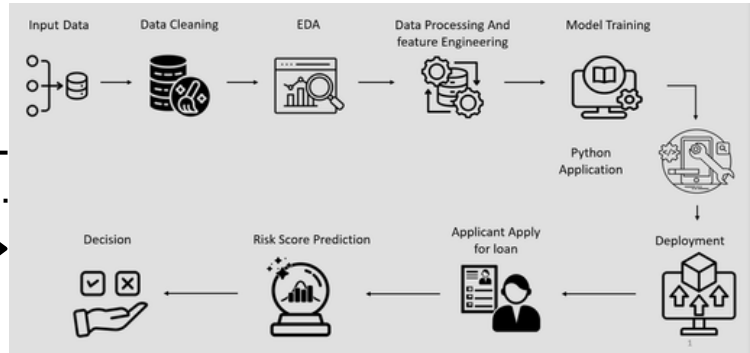 Input Data
Data Cleaning
EDA
Data Processing And
feature Engineering
Model Training
Python
Application
Decision
Risk Score Prediction
Applicant Apply
for loan
Deployment
1